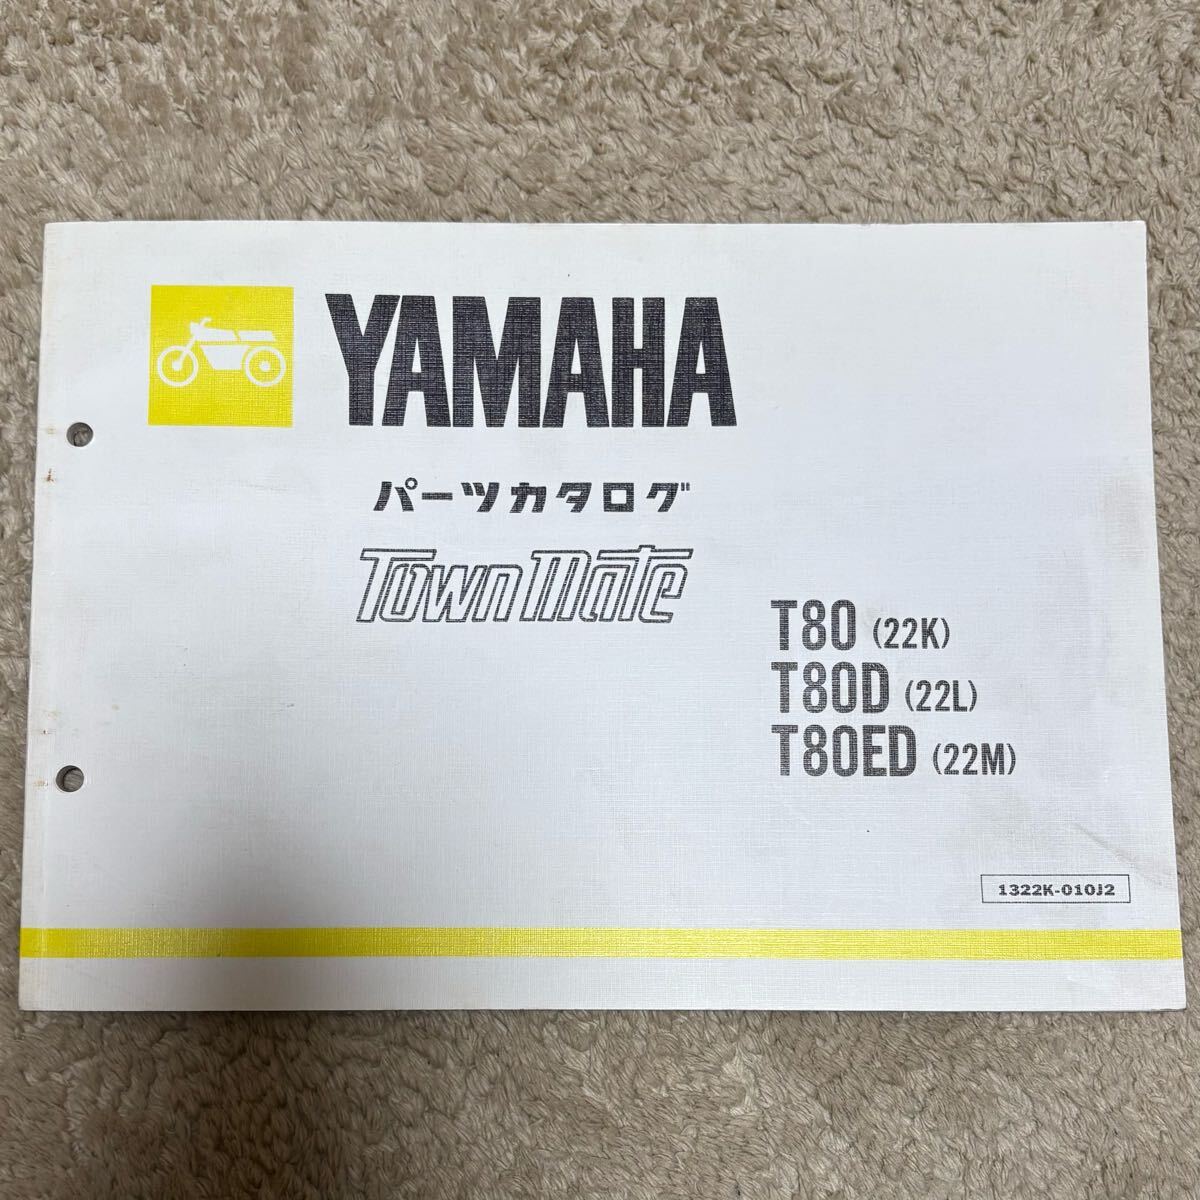 YAMAHA
パーツカタログ
TownMate
T80 (22K)
T80D (22L)
T80ED (22M)
1322K-010J2